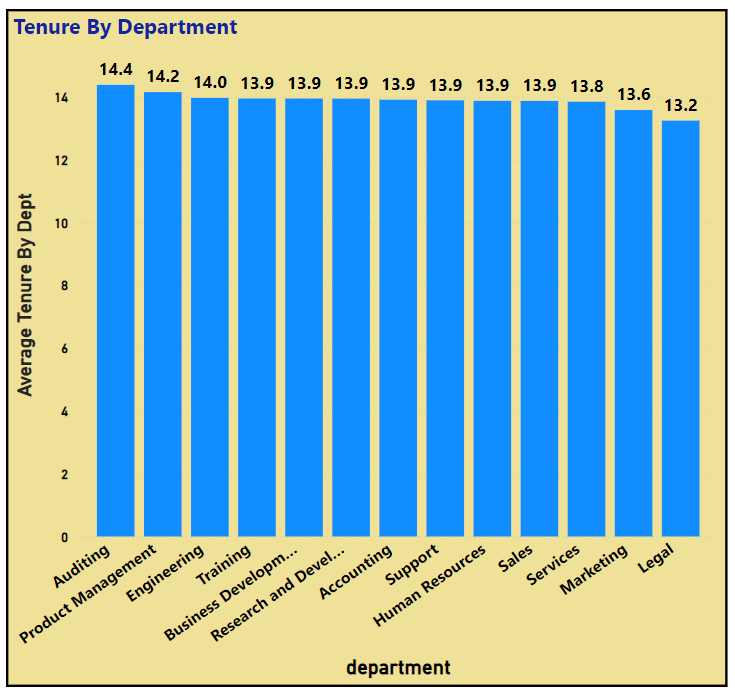 Tenure By Department
14.4 14.2 14.0 13.9 13.9 13.9 13.9 13.9 13.9 13.9 13.8 13.6 13.2
14
12
10
8
6
4
2
0
Average Tenure By Dept
Auditing
Product Management
Engineering
Training
Business Developm...
Research and Devel...
Accounting
Support
Human Resources
Sales
Services
Marketing
Legal
department